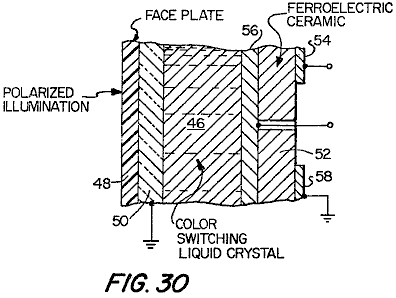 FACE PLATE
56
FERROELECTRIC
CERAMIC
54
POLARIZED
ILLUMINATION
46
52
48
50
58
COLOR
SWITCHING
LIQUID CRYSTAL
FIG. 30